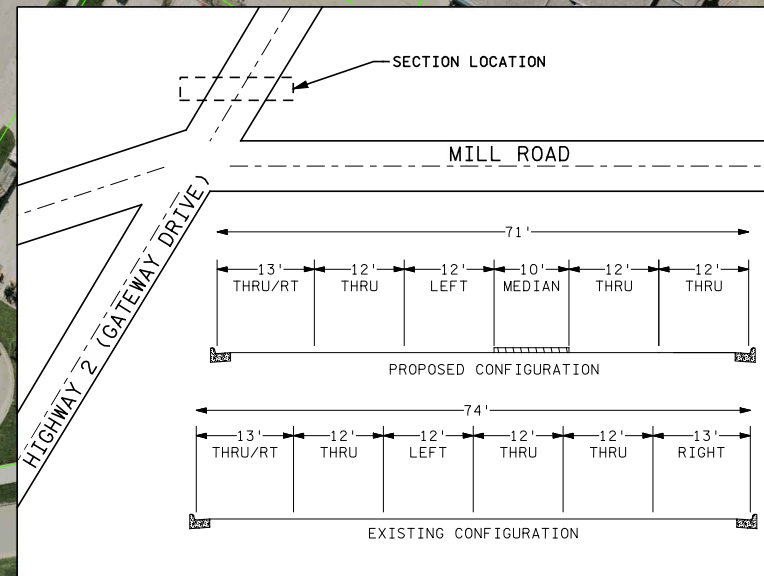 SECTION LOCATION
MILL ROAD
HIGHWAY 2 (GATEWAY DRIVE)
71'
13' 12' 12' 10' 12' 12'
THRU/RT THRU LEFT MEDIAN THRU THRU
PROPOSED CONFIGURATION
74'
13' 12' 12' 12' 12' 13'
THRU/RT THRU LEFT THRU THRU RIGHT
EXISTING CONFIGURATION